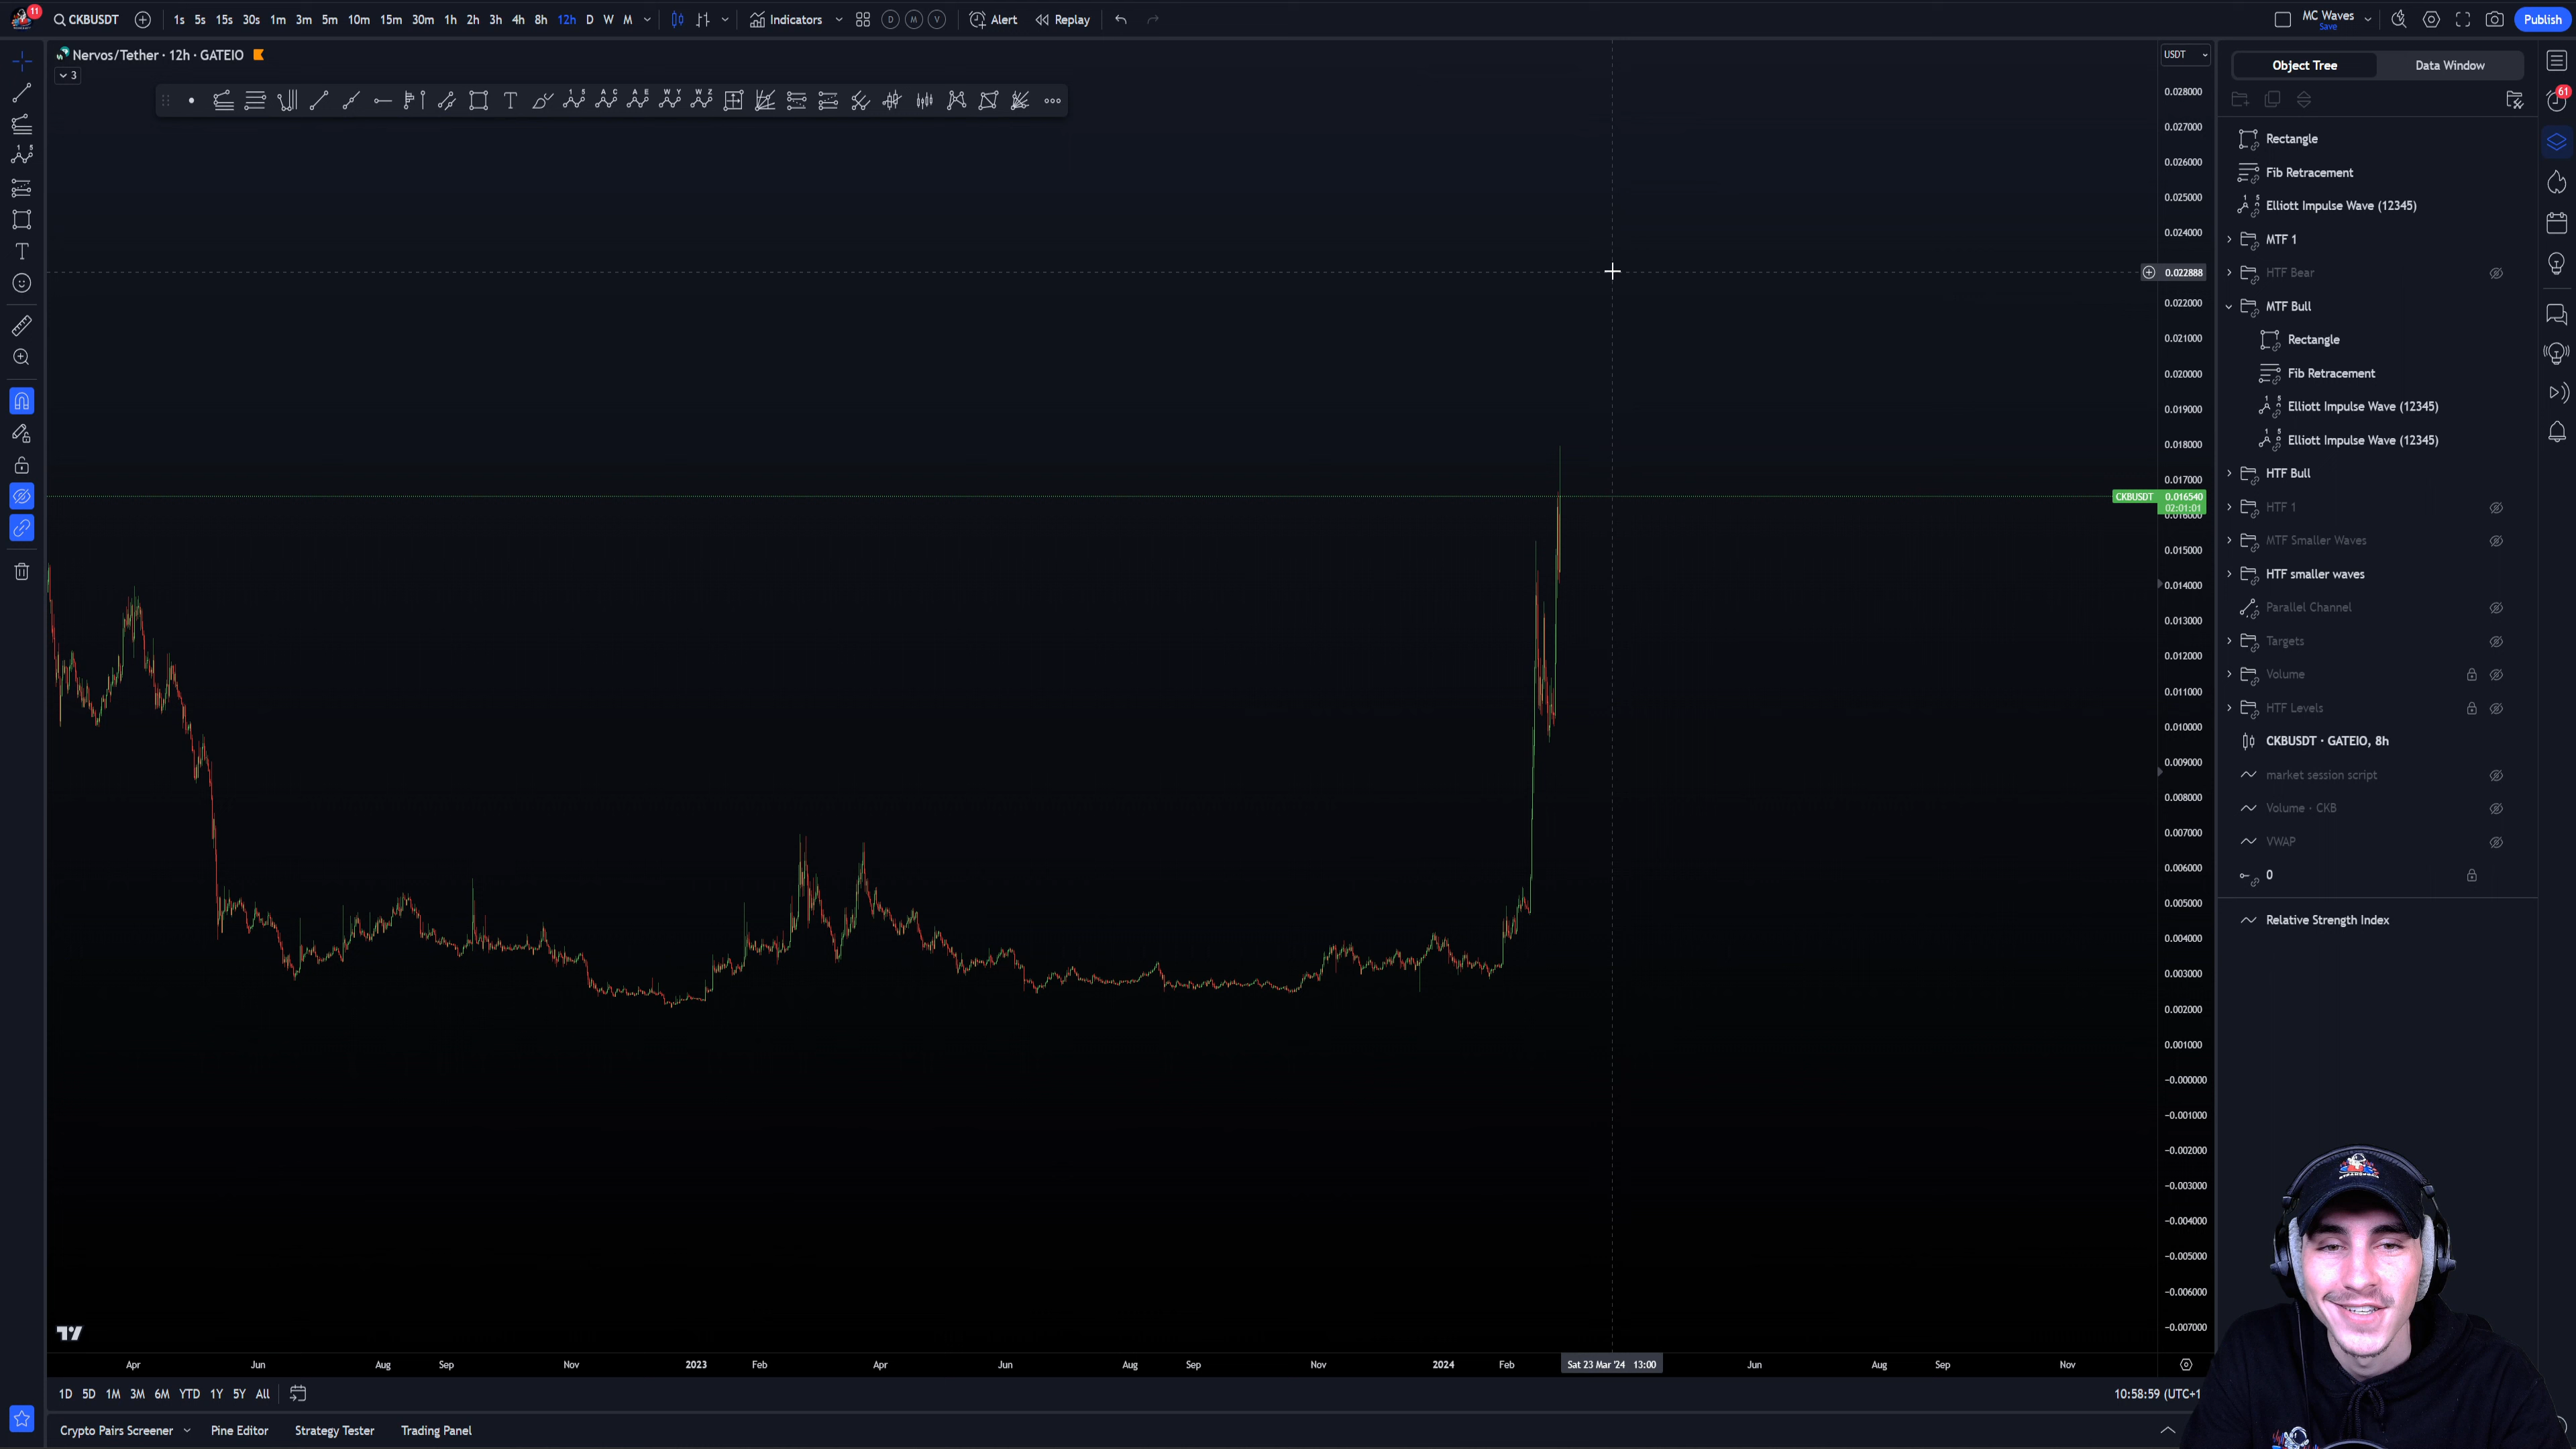 11
CKBUSDT
1s 5s 15s 30s 1m 3m 5m 10m 15m 30m 1h 2h 3h 4h 8h 12h D W M
Indicators
D M V
Alert
Replay
MC Waves
Save
Publish
Nervos/Tether · 12h · GATEIO
3
USDT
Object Tree
Data Window
61
Rectangle
Fib Retracement
Elliott Impulse Wave (12345)
MTF 1
HTF Bear
MTF Bull
Rectangle
Fib Retracement
Elliott Impulse Wave (12345)
Elliott Impulse Wave (12345)
HTF Bull
HTF 1
MTF Smaller Waves
HTF smaller waves
Parallel Channel
Targets
Volume
HTF Levels
CKBUSDT · GATEIO, 8h
market session script
Volume · CKB
VWAP
0
Relative Strength Index
0.028000
0.027000
0.026000
0.025000
0.024000
0.022888
0.022000
0.021000
0.020000
0.019000
0.018000
0.017000
CKBUSDT 0.016540
02:01:01
0.016000
0.015000
0.014000
0.013000
0.012000
0.011000
0.010000
0.009000
0.008000
0.007000
0.006000
0.005000
0.004000
0.003000
0.002000
0.001000
−0.000000
−0.001000
−0.002000
−0.003000
−0.004000
−0.005000
−0.006000
−0.007000
Apr Jun Aug Sep Nov 2023 Feb Apr Jun Aug Sep Nov 2024 Feb Sat 23 Mar '24 13:00 Jun Aug Sep Nov
1D 5D 1M 3M 6M YTD 1Y 5Y All
10:58:59 (UTC+1
Crypto Pairs Screener
Pine Editor
Strategy Tester
Trading Panel